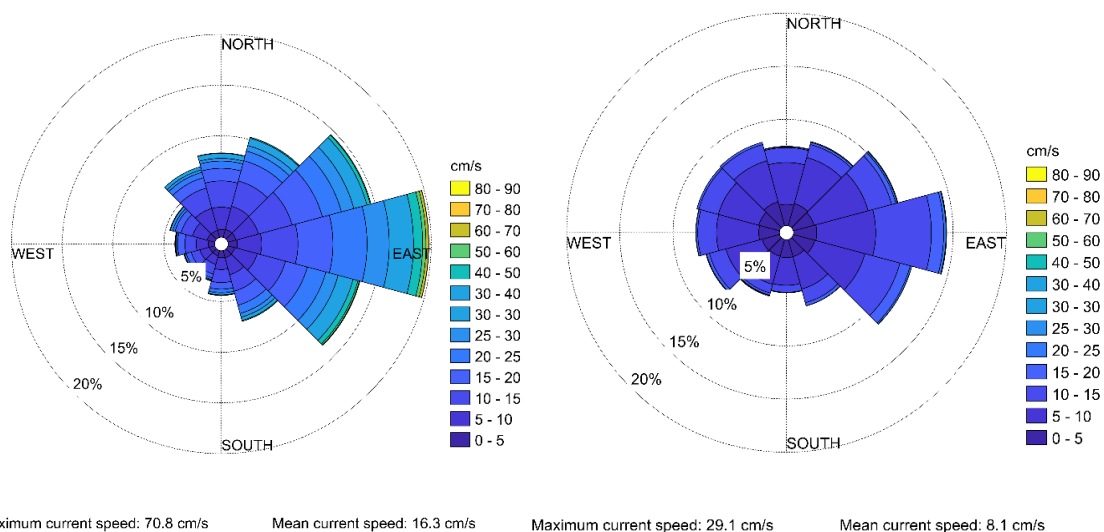 NORTH
WEST
EAST
SOUTH
5%
10%
15%
20%
cm/s
80 - 90
70 - 80
60 - 70
50 - 60
40 - 50
30 - 40
30 - 30
25 - 30
20 - 25
15 - 20
10 - 15
5 - 10
0 - 5
aximum current speed: 70.8 cm/s
Mean current speed: 16.3 cm/s
NORTH
WEST
EAST
SOUTH
5%
10%
15%
20%
cm/s
80 - 90
70 - 80
60 - 70
50 - 60
40 - 50
30 - 40
30 - 30
25 - 30
20 - 25
15 - 20
10 - 15
5 - 10
0 - 5
Maximum current speed: 29.1 cm/s
Mean current speed: 8.1 cm/s